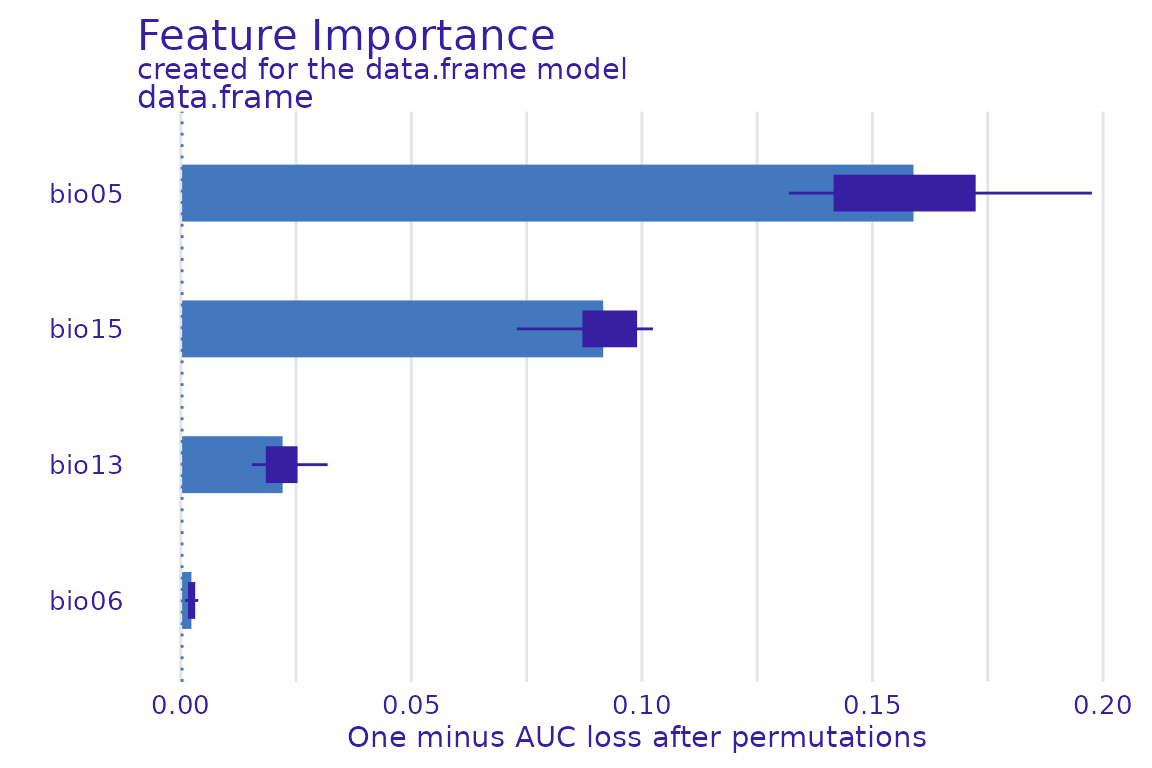 Feature Importance
created for the data.frame model
data.frame
bio05
bio15
bio13
bio06
0.00 0.05 0.10 0.15 0.20
One minus AUC loss after permutations